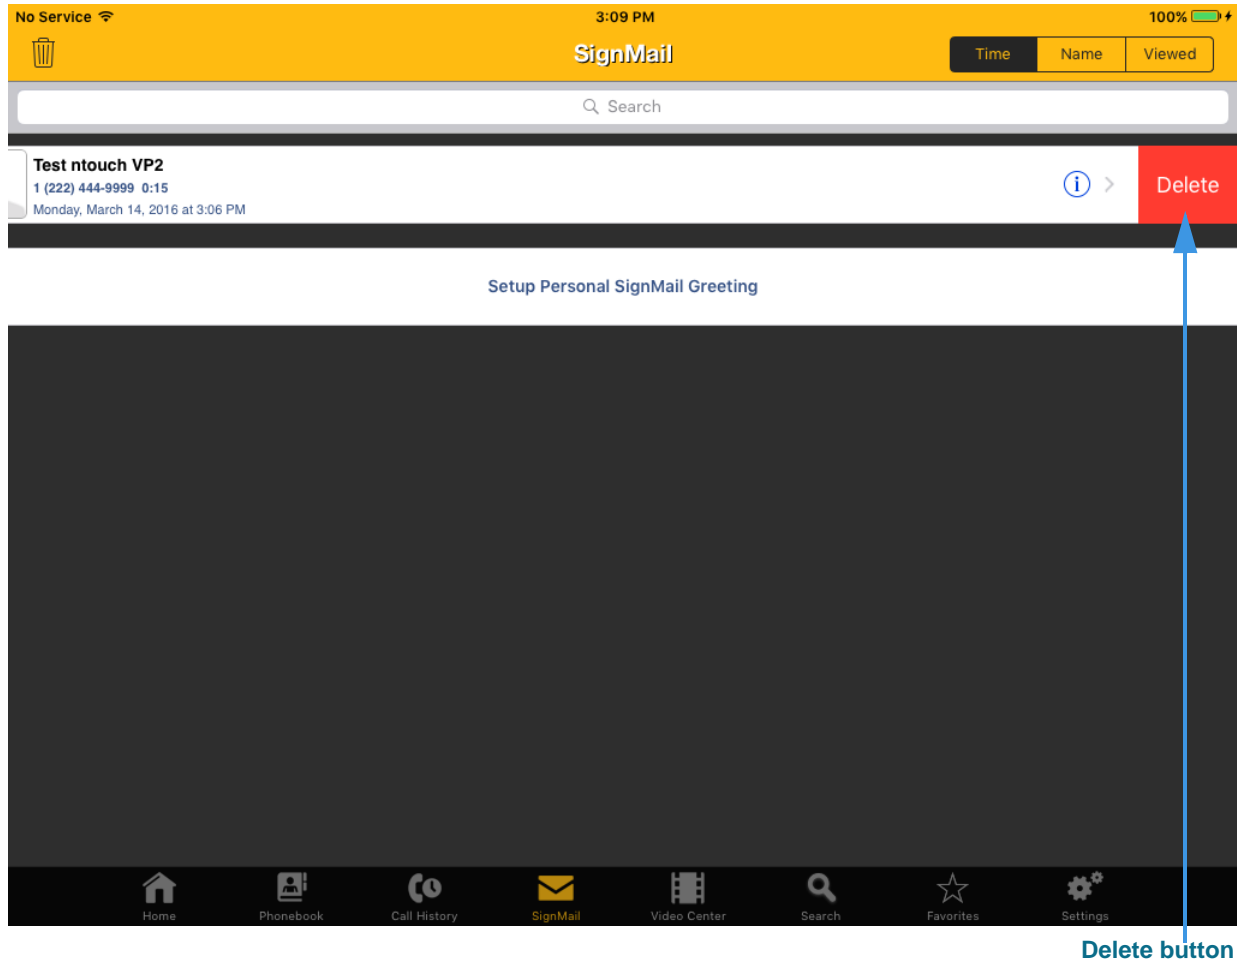 No Service 3:09 PM 100%
SignMail Time Name Viewed
Search
Test ntouch VP2
1 (222) 444-9999 0:15
Monday, March 14, 2016 at 3:06 PM
Delete
Setup Personal SignMail Greeting
Home Phonebook Call History SignMail Video Center Search Favorites Settings
Delete button